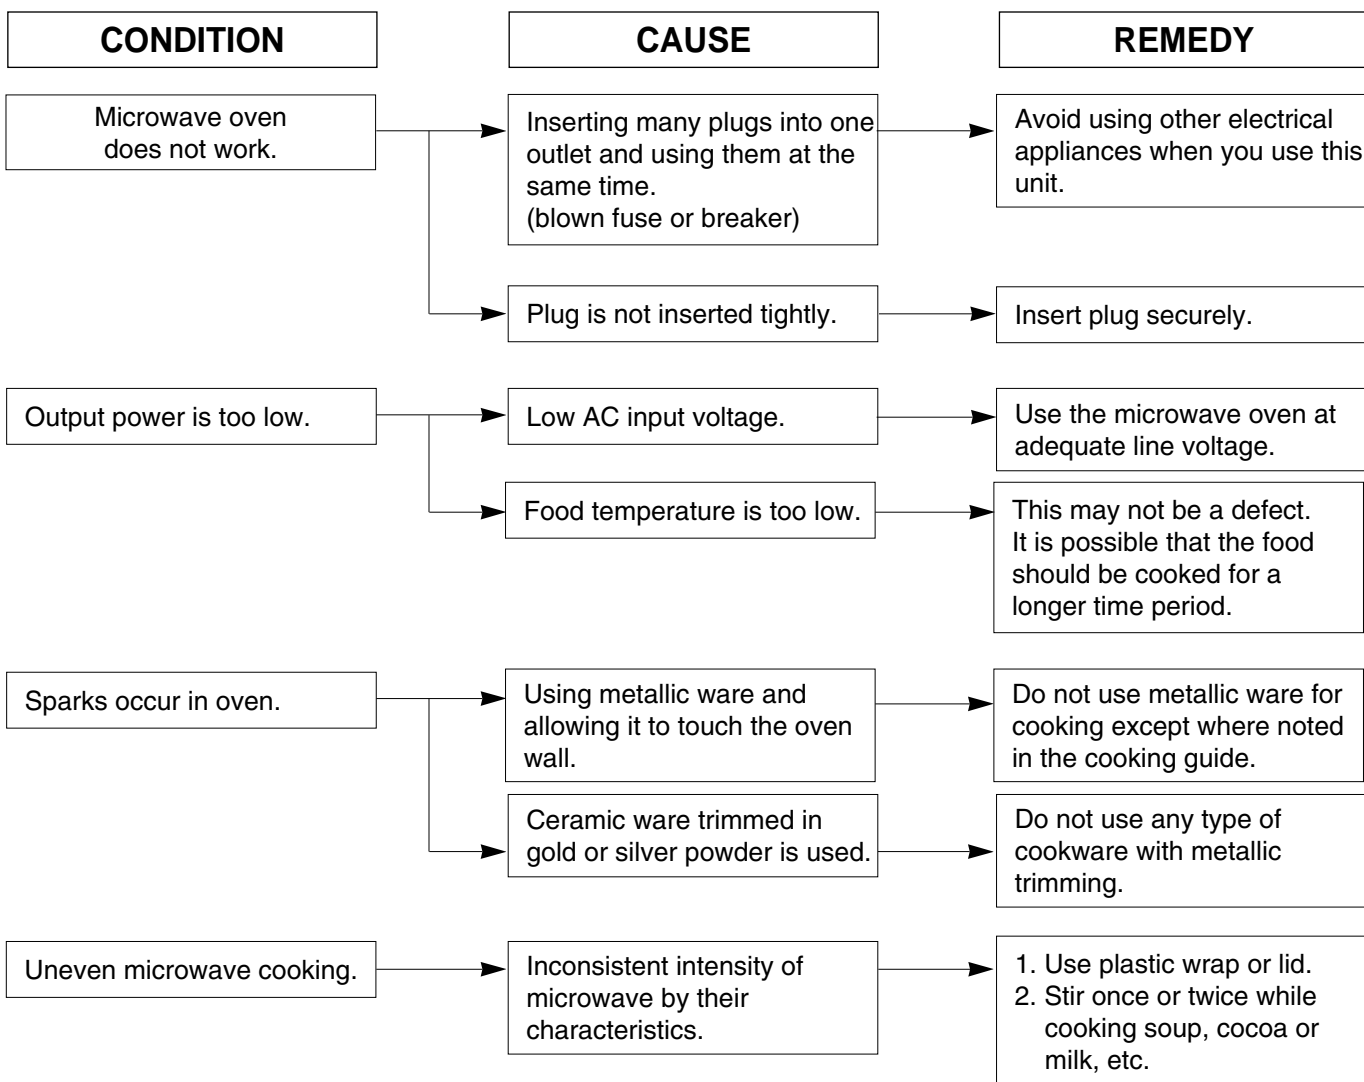 CONDITION
CAUSE
REMEDY
Microwave oven
does not work.
Inserting many plugs into one
outlet and using them at the
same time.
(blown fuse or breaker)
Avoid using other electrical
appliances when you use this
unit.
Plug is not inserted tightly.
Insert plug securely.
Output power is too low.
Low AC input voltage.
Use the microwave oven at
adequate line voltage.
Food temperature is too low.
This may not be a defect.
It is possible that the food
should be cooked for a
longer time period.
Sparks occur in oven.
Using metallic ware and
allowing it to touch the oven
wall.
Do not use metallic ware for
cooking except where noted
in the cooking guide.
Ceramic ware trimmed in
gold or silver powder is used.
Do not use any type of
cookware with metallic
trimming.
Uneven microwave cooking.
Inconsistent intensity of
microwave by their
characteristics.
1. Use plastic wrap or lid.
2. Stir once or twice while
cooking soup, cocoa or
milk, etc.